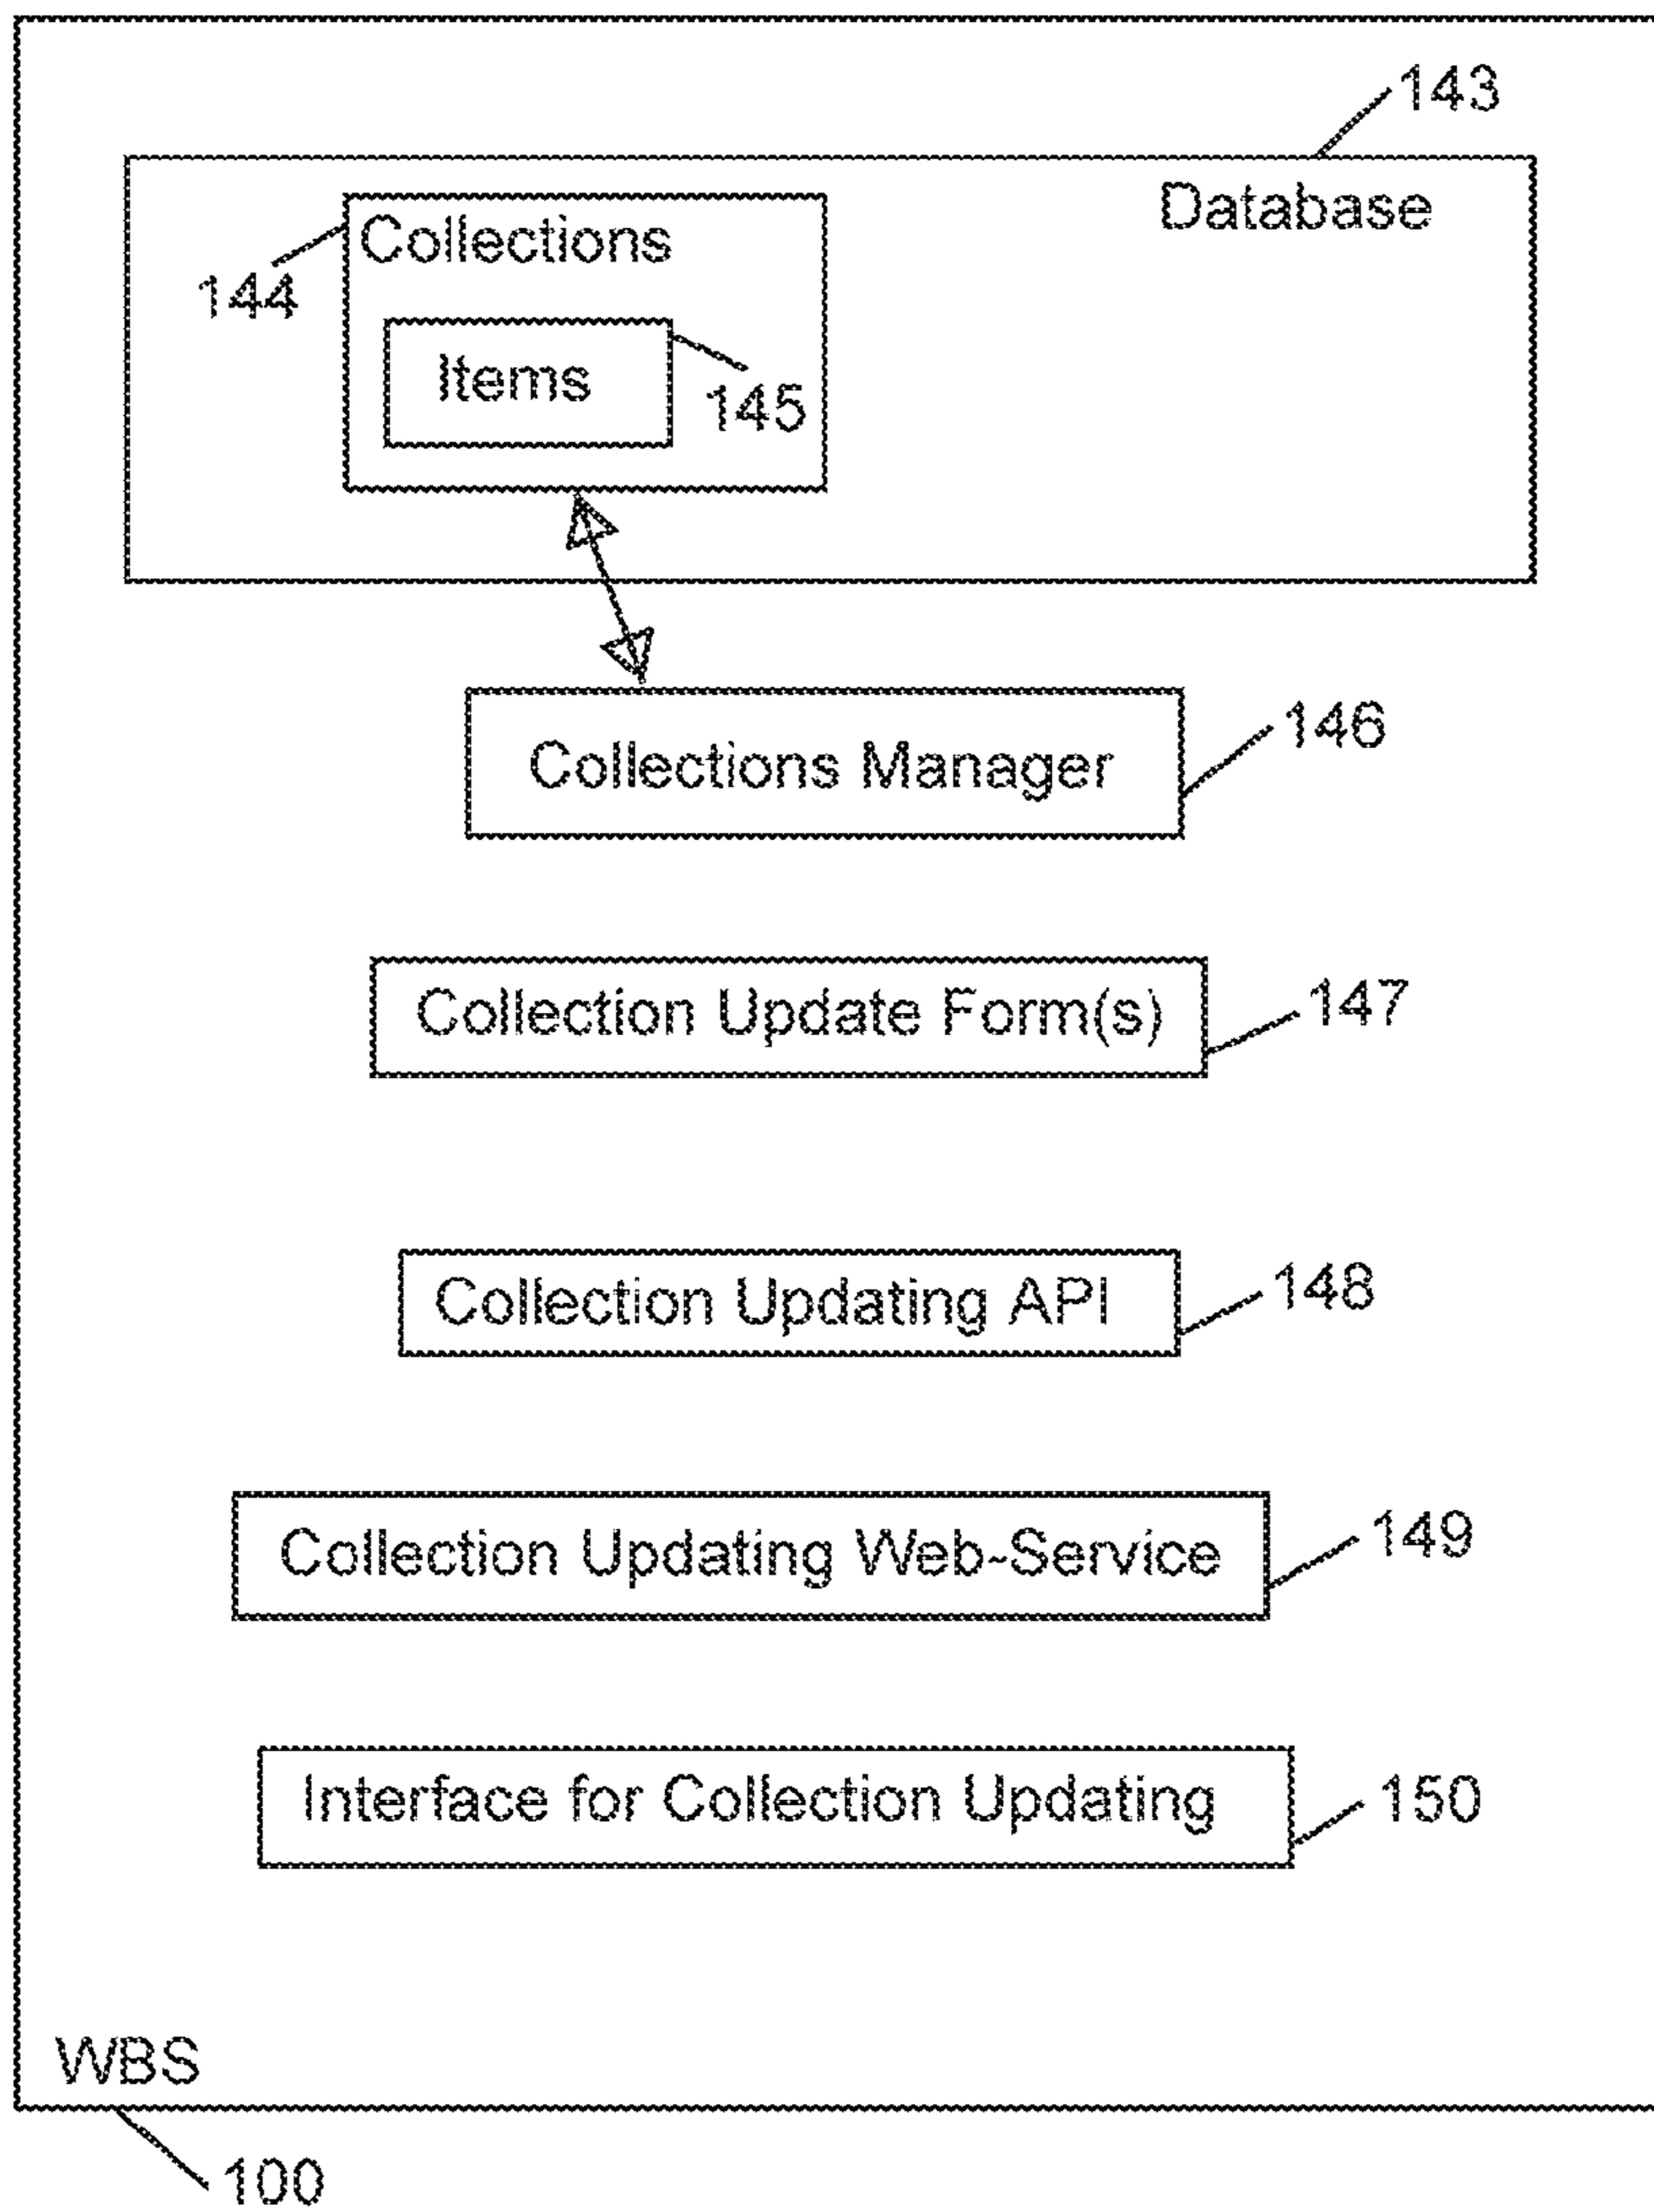 143
Database
Collections
144
Items
145
Collections Manager
146
Collection Update Form(s)
147
Collection Updating API
148
Collection Updating Web-Service
149
Interface for Collection Updating
150
WBS
100